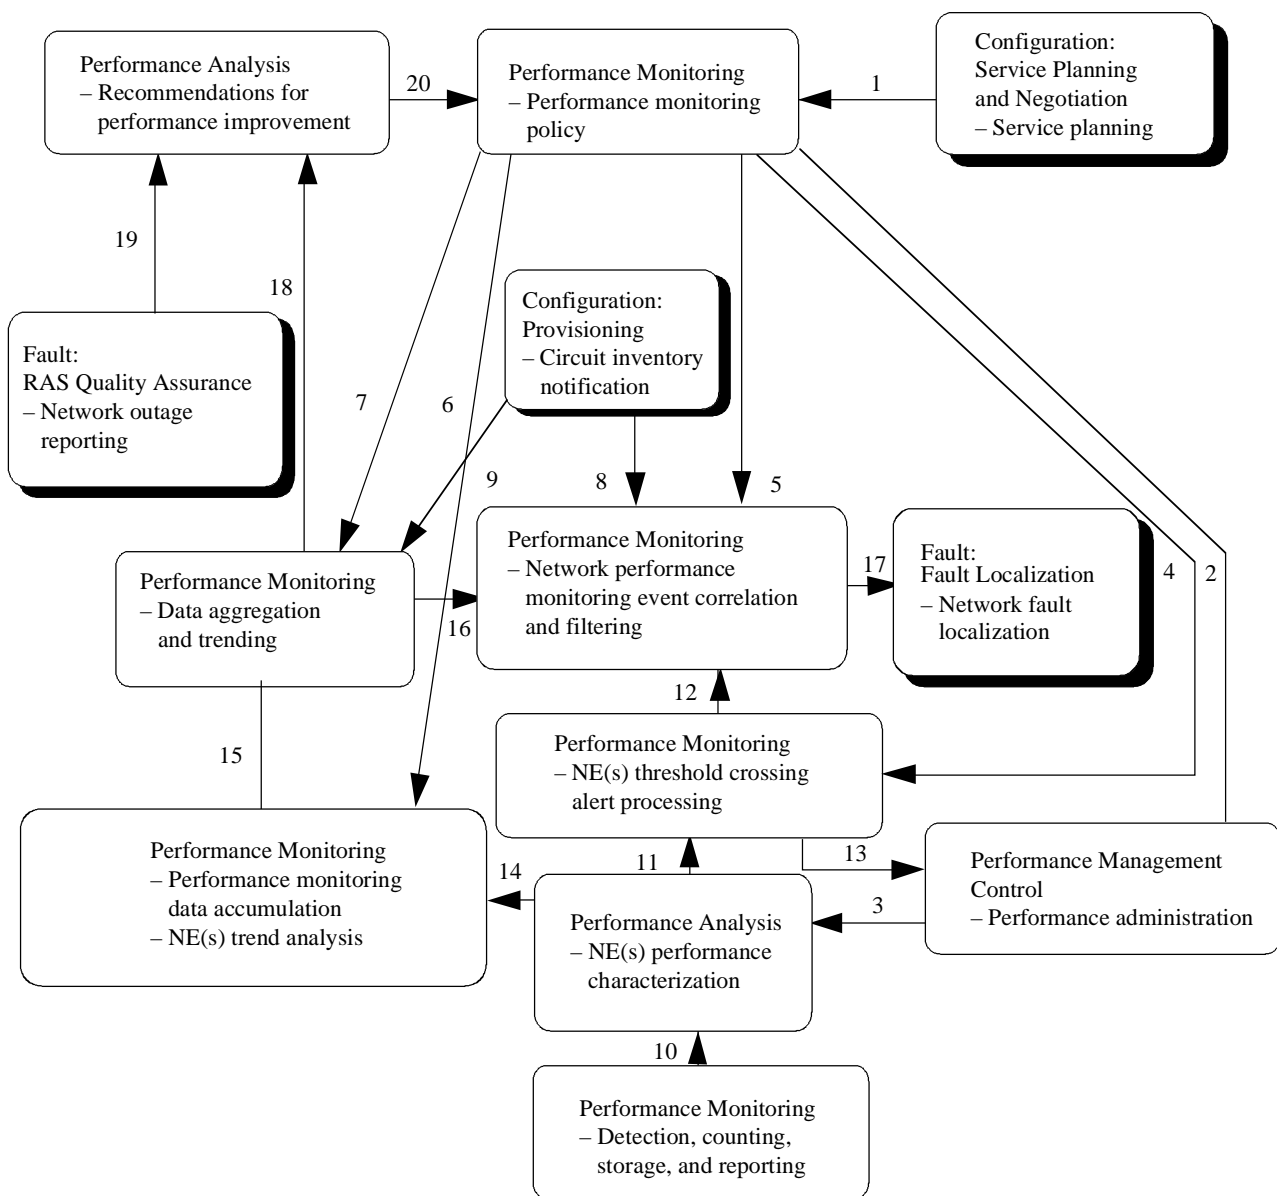 Performance Analysis
– Recommendations for
performance improvement
20
Performance Monitoring
– Performance monitoring
policy
1
Configuration:
Service Planning
and Negotiation
– Service planning
19
18
Fault:
RAS Quality Assurance
– Network outage
reporting
7
6
Configuration:
Provisioning
– Circuit inventory
notification
9
8
5
Performance Monitoring
– Data aggregation
and trending
16
Performance Monitoring
– Network performance
monitoring event correlation
and filtering
17
Fault:
Fault Localization
– Network fault
localization
4
2
12
15
Performance Monitoring
– NE(s) threshold crossing
alert processing
Performance Monitoring
– Performance monitoring
data accumulation
– NE(s) trend analysis
14
11
13
3
Performance Management
Control
– Performance administration
Performance Analysis
– NE(s) performance
characterization
10
Performance Monitoring
– Detection, counting,
storage, and reporting